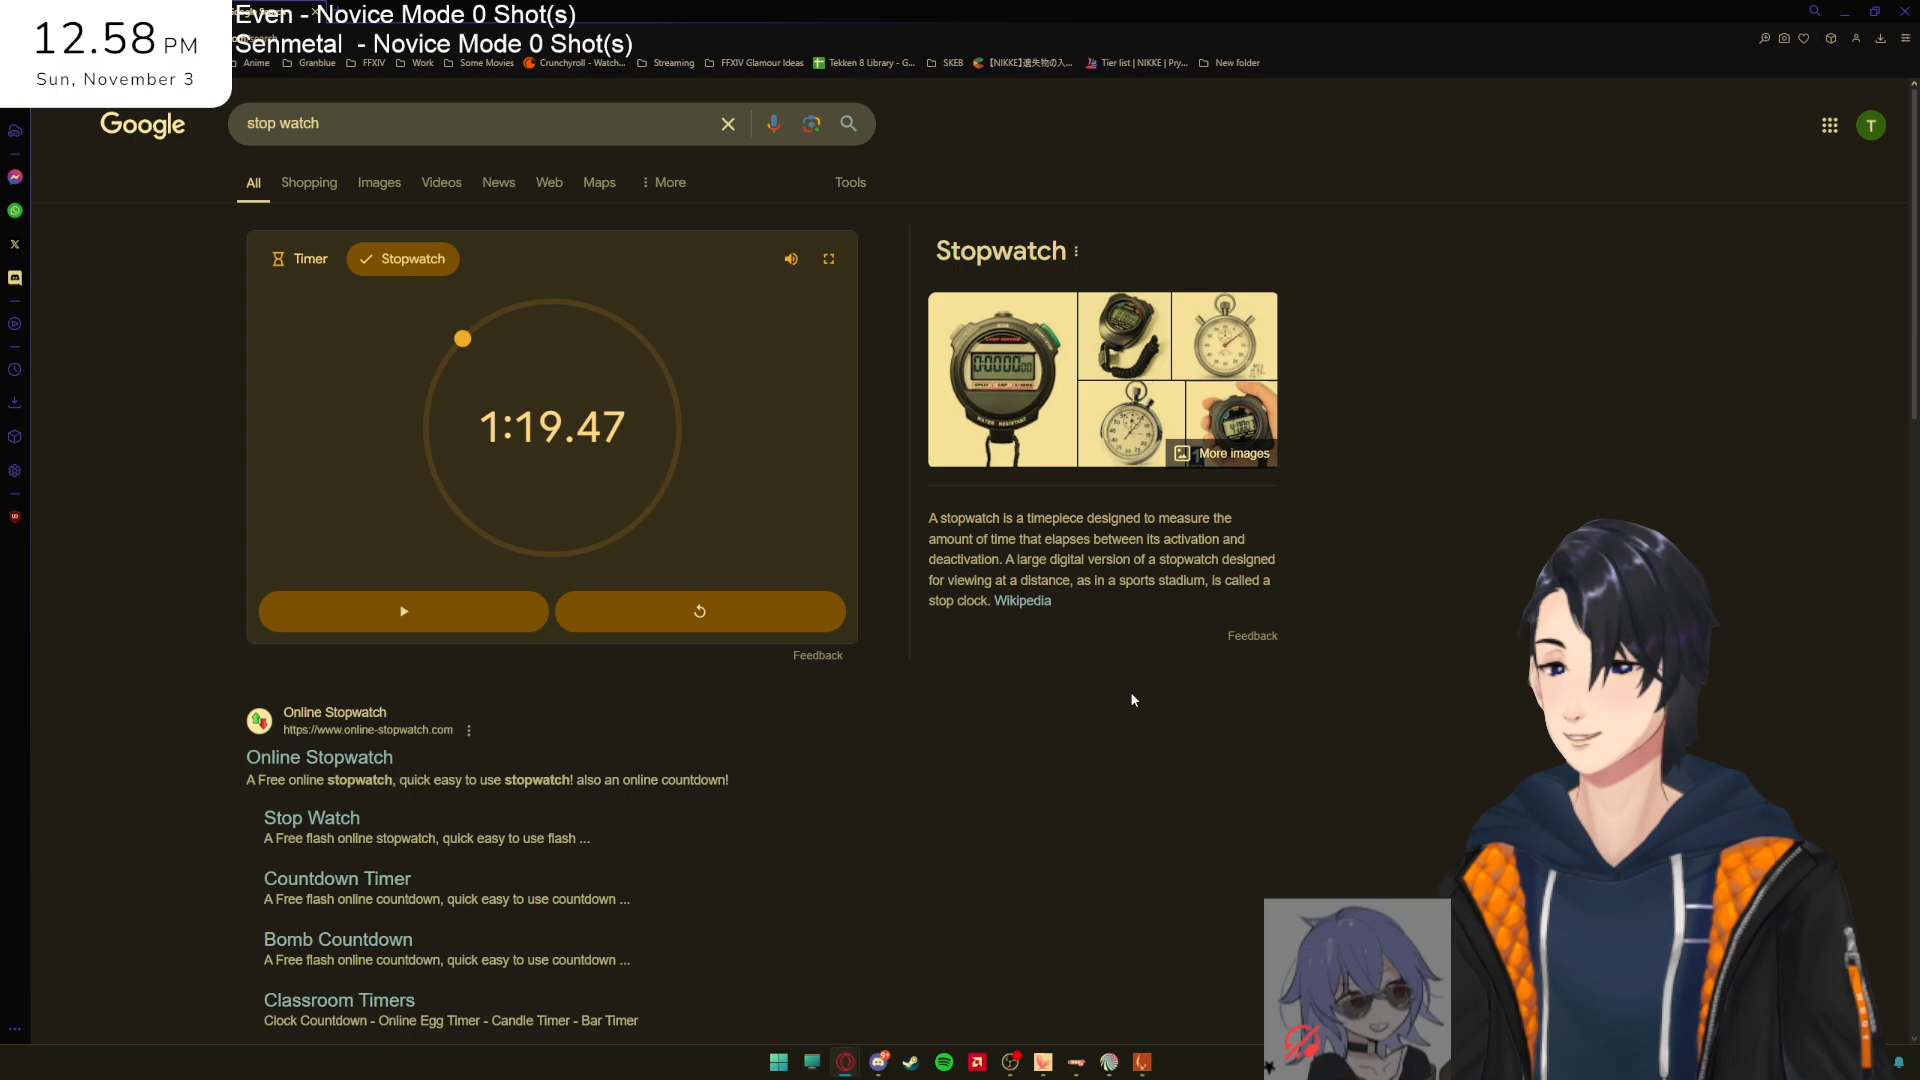 12.58 PM
Sun, November 3
Even - Novice Mode 0 Shot(s)
Senmetal - Novice Mode 0 Shot(s)
Anime
Granblue
FFXIV
Work
Some Movies
Crunchyroll - Watch...
Streaming
FFXIV Glamour Ideas
Tekken 8 Library - G...
SKEB
【NIKKE】遺失物の入...
Tier list | NIKKE | Pry...
New folder
Google
stop watch
T
All
Shopping
Images
Videos
News
Web
Maps
More
Tools
Timer
Stopwatch
1:19.47
Feedback
Stopwatch
More images
A stopwatch is a timepiece designed to measure the
amount of time that elapses between its activation and
deactivation. A large digital version of a stopwatch designed
for viewing at a distance, as in a sports stadium, is called a
stop clock. Wikipedia
Feedback
Online Stopwatch
https://www.online-stopwatch.com
Online Stopwatch
A Free online stopwatch, quick easy to use stopwatch! also an online countdown!
Stop Watch
A Free flash online stopwatch, quick easy to use flash ...
Countdown Timer
A Free flash online countdown, quick easy to use countdown ...
Bomb Countdown
A Free flash online countdown, quick easy to use countdown ...
Classroom Timers
Clock Countdown - Online Egg Timer - Candle Timer - Bar Timer